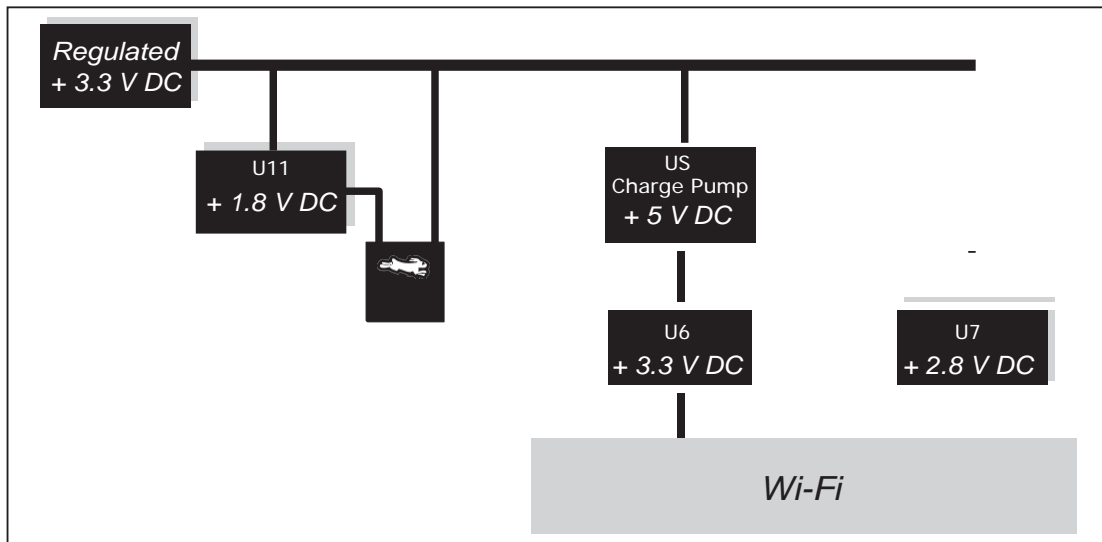 Regulated
+ 3.3 V DC
U11
+ 1.8 V DC
US
Charge Pump
+ 5 V DC
-
U6
+ 3.3 V DC
U7
+ 2.8 V DC
Wi-Fi